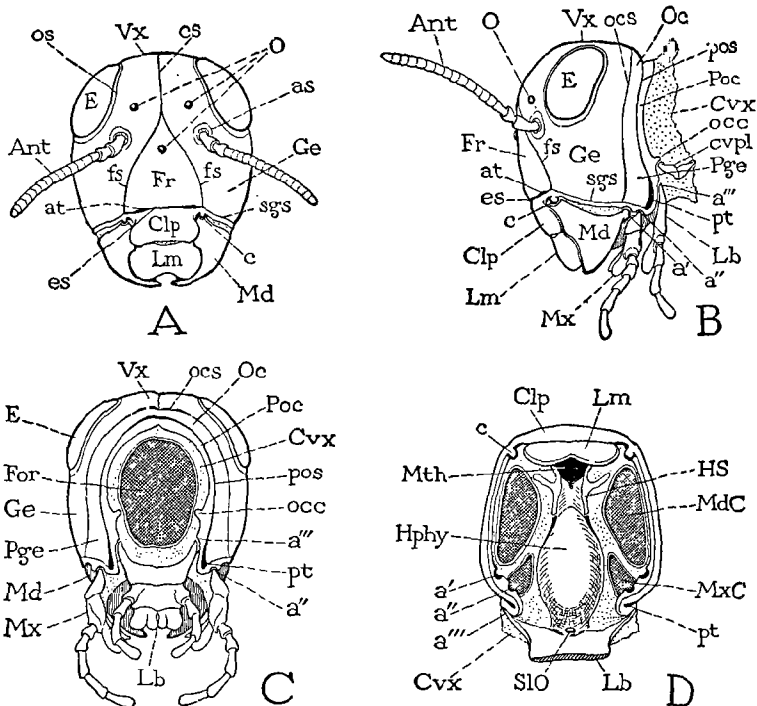 os
Vx
cs
O
as
E
Ant
fs
Fr
fs
Ge
at
sgs
Clp
Lm
es
c
Md
A
Ant
O
Vx
ocs
Oc
pos
Poc
Cvx
occ
cvpl
E
Fr
fs
Ge
Pge
at
sgs
a'''
es
pt
c
Md
Clp
Lb
Lm
a'
a''
Mx
B
Vx
ocs
Oc
Poc
E
Cvx
For
pos
Ge
occ
a'''
Pge
pt
Md
a''
Mx
Lb
C
Clp
Lm
c
Mth
HS
MdC
Hphy
a'
MxC
a''
a'''
pt
Cvx
SlO
Lb
D